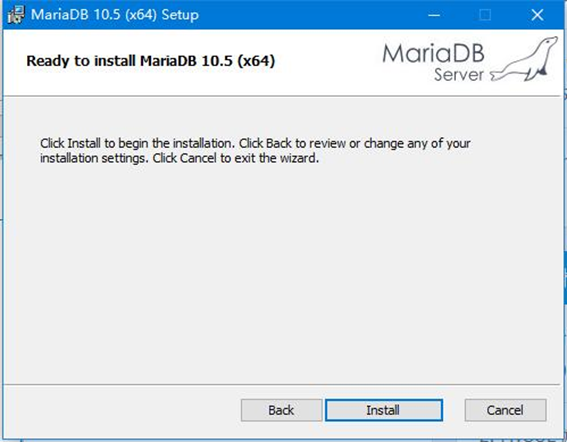 MariaDB 10.5 (x64) Setup
Ready to install MariaDB 10.5 (x64)
MariaDB
Server
Click Install to begin the installation. Click Back to review or change any of your
installation settings. Click Cancel to exit the wizard.
Back
Install
Cancel